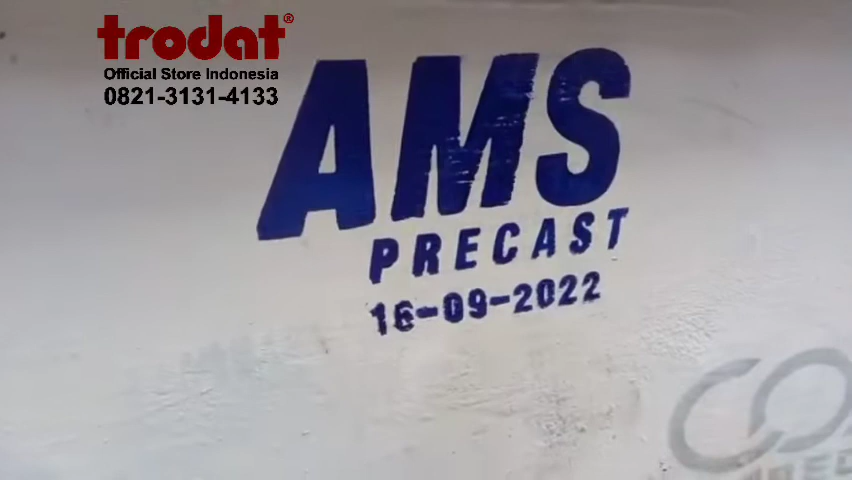 trodat®
Official Store Indonesia
0821-3131-4133
AMS
PRECAST
16-09-2022